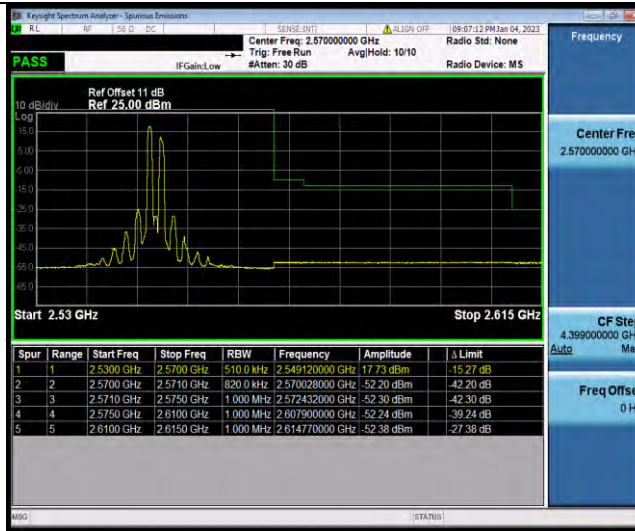 Keysight Spectrum Analyzer - Spurious Emissions
RL RF 50 Ω DC SENSE:INT ALIGN OFF 09:07:12 PM Jan 04, 2023
Center Freq: 2.570000000 GHz Radio Std: None
Trig: Free Run Avg|Hold: 10/10
PASS IFGain:Low #Atten: 30 dB Radio Device: MS
Frequency
Ref Offset 11 dB
10 dB/div Ref 25.00 dBm
Log
15.0
5.00
-5.00
-15.0
-25.0
-35.0
-45.0
-55.0
-65.0
Start 2.53 GHz Stop 2.615 GHz
Center Fre
2.570000000 GH
CF Ste
4.399000000 GH
Auto Ma
Freq Offse
0 H
Spur Range Start Freq Stop Freq RBW Frequency Amplitude Δ Limit
1 1 2.5300 GHz 2.5700 GHz 510.0 kHz 2.549120000 GHz 17.73 dBm -15.27 dB
2 2 2.5700 GHz 2.5710 GHz 820.0 kHz 2.570028000 GHz -52.20 dBm -42.20 dB
3 3 2.5710 GHz 2.5750 GHz 1.000 MHz 2.572432000 GHz -52.30 dBm -42.30 dB
4 4 2.5750 GHz 2.6100 GHz 1.000 MHz 2.607900000 GHz -52.24 dBm -39.24 dB
5 5 2.6100 GHz 2.6150 GHz 1.000 MHz 2.614770000 GHz -52.38 dBm -27.38 dB
MSG STATUS